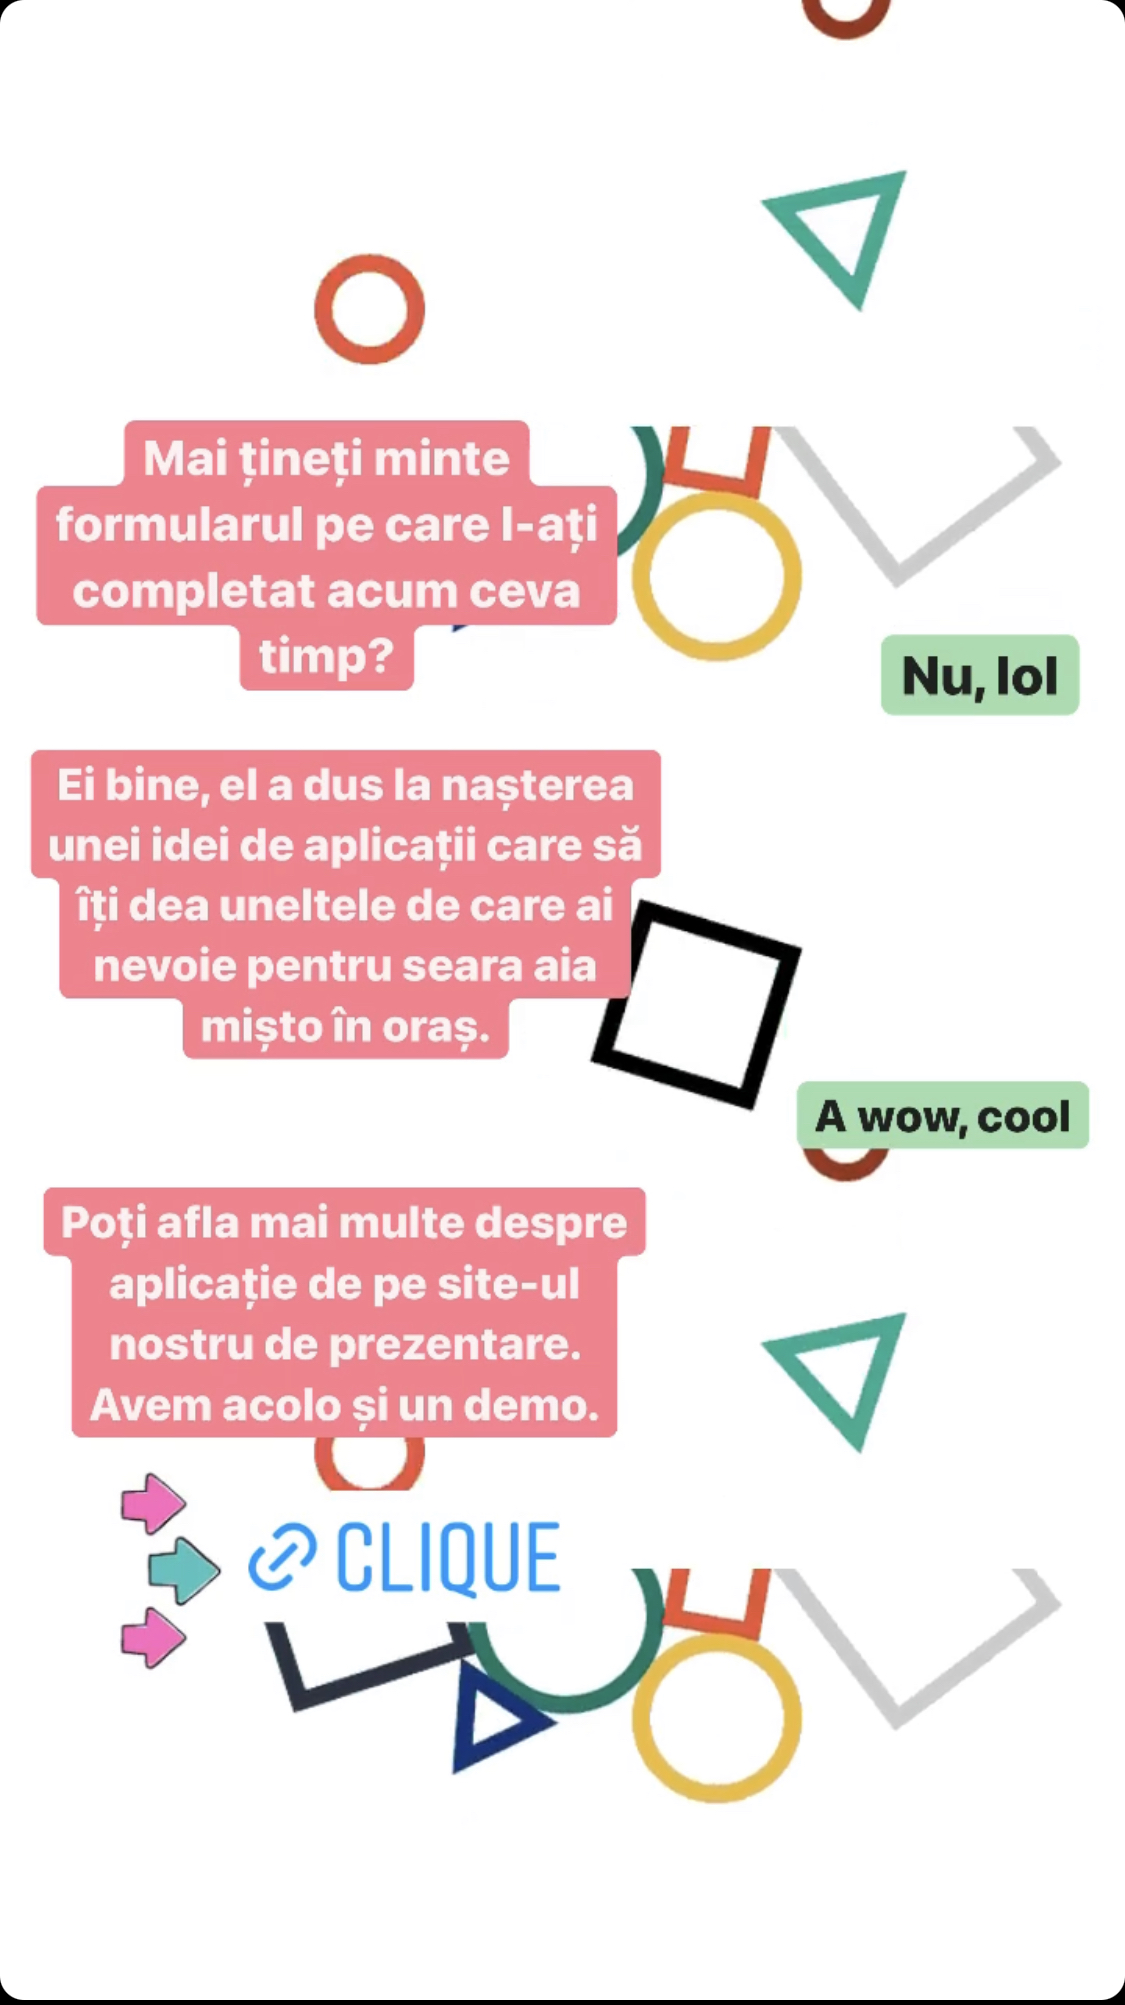 Mai țineți minte
formularul pe care l-ați
completat acum ceva
timp?
Nu, lol
Ei bine, el a dus la nașterea
unei idei de aplicații care să
îți dea uneltele de care ai
nevoie pentru seara aia
mișto în oraș.
A wow, cool
Poți afla mai multe despre
aplicație de pe site-ul
nostru de prezentare.
Avem acolo și un demo.
CLIQUE